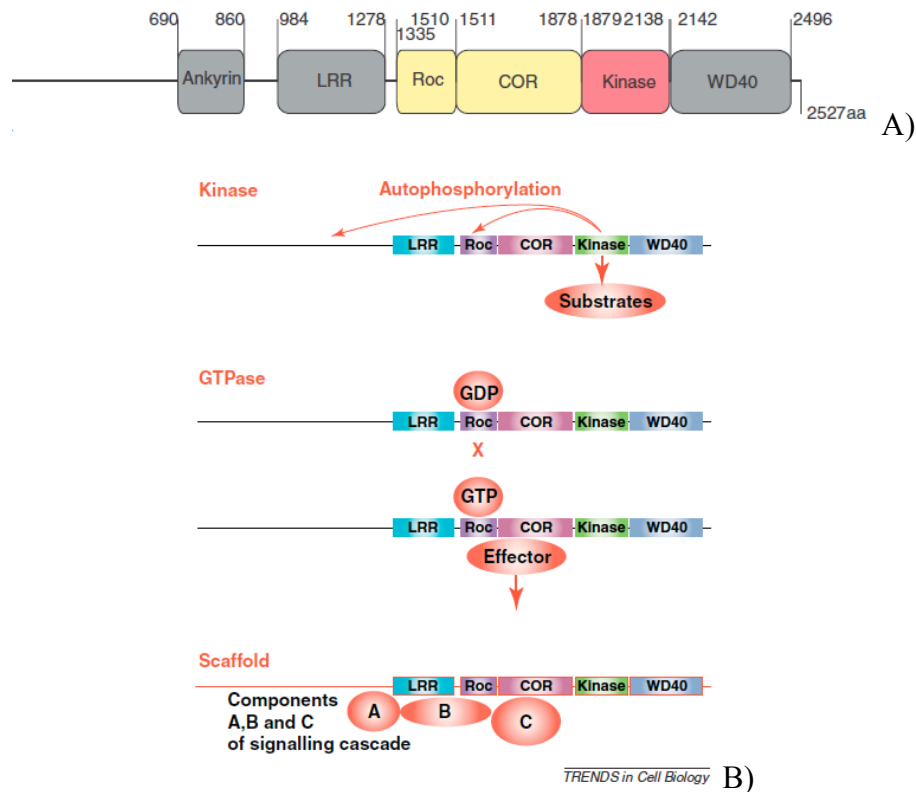 690 860 984 1278 1510 1511 1878 1879 2138 2142 2496
1335
Ankyrin LRR Roc COR Kinase WD40
2527aa
A)
Kinase Autophosphorylation
LRR Roc COR Kinase WD40
Substrates
GTPase
GDP
LRR Roc COR Kinase WD40
X
GTP
LRR Roc COR Kinase WD40
Effector
Scaffold
LRR Roc COR Kinase WD40
Components
A,B and C
of signalling cascade
A B C
TRENDS in Cell Biology B)